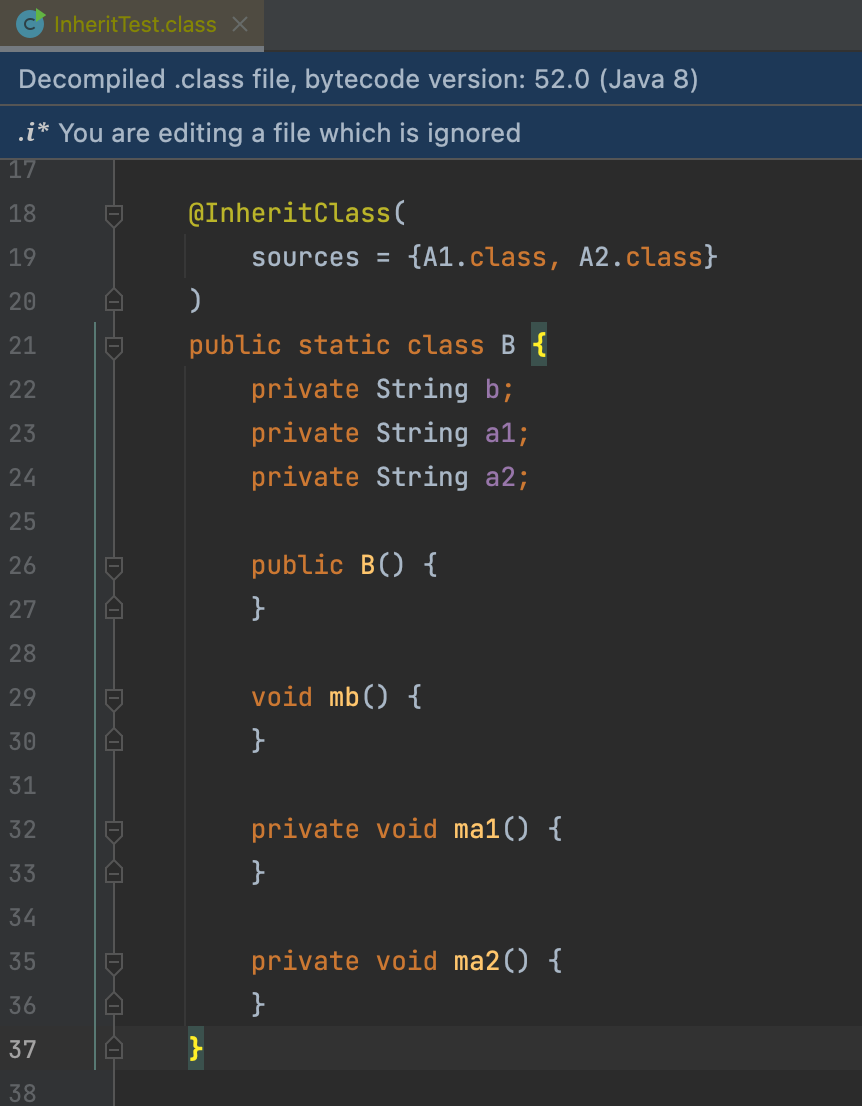 InheritTest.class
Decompiled .class file, bytecode version: 52.0 (Java 8)
.i* You are editing a file which is ignored
17
18 @InheritClass(
19 sources = {A1.class, A2.class}
20 )
21 public static class B {
22 private String b;
23 private String a1;
24 private String a2;
25
26 public B() {
27 }
28
29 void mb() {
30 }
31
32 private void ma1() {
33 }
34
35 private void ma2() {
36 }
37 }
38